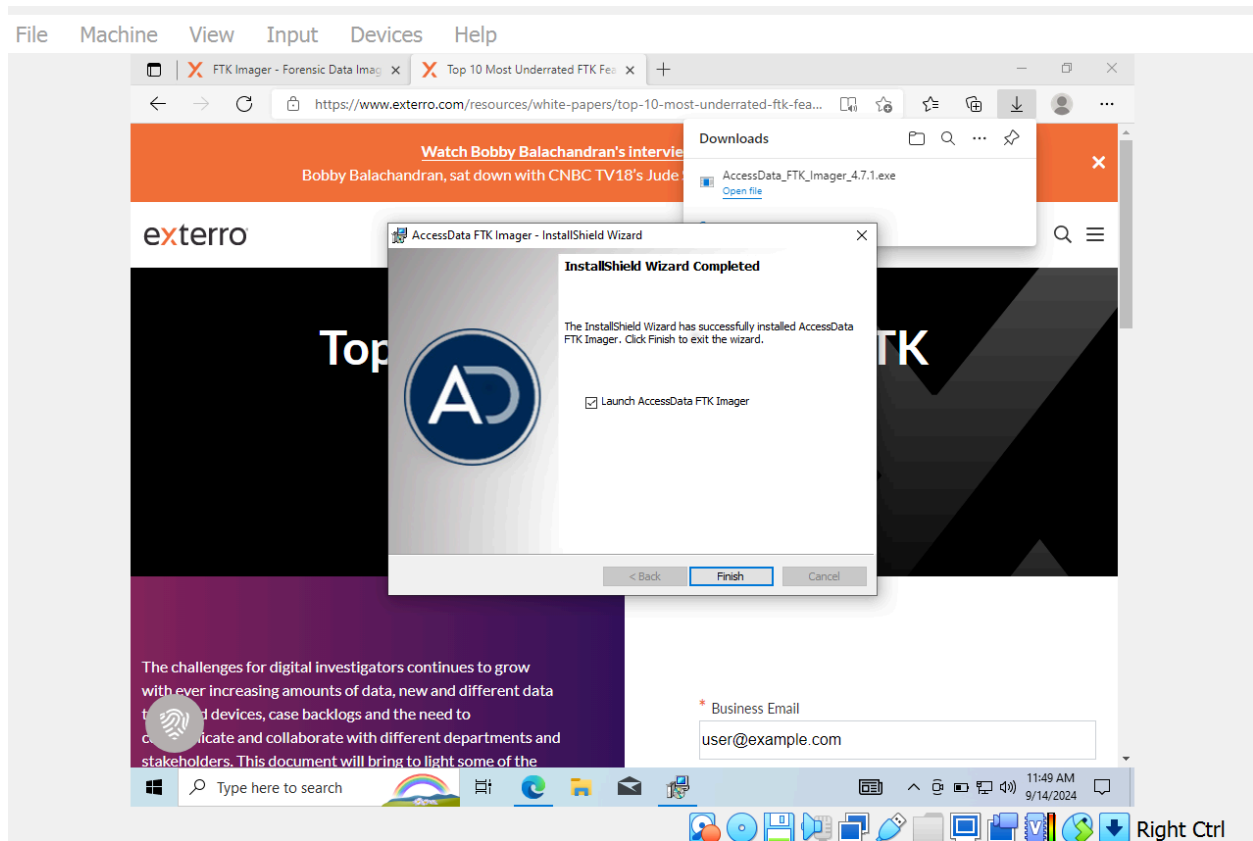 File Machine View Input Devices Help
FTK Imager - Forensic Data Imag
Top 10 Most Underrated FTK Fea
https://www.exterro.com/resources/white-papers/top-10-most-underrated-ftk-fea...
Watch Bobby Balachandran's intervie
Bobby Balachandran, sat down with CNBC TV18's Jude
Downloads
AccessData_FTK_Imager_4.7.1.exe
Open file
exterro
AccessData FTK Imager - InstallShield Wizard
InstallShield Wizard Completed
The InstallShield Wizard has successfully installed AccessData
FTK Imager. Click Finish to exit the wizard.
Launch AccessData FTK Imager
AD
< Back Finish Cancel
Top
TK
The challenges for digital investigators continues to grow
with ever increasing amounts of data, new and different data
d devices, case backlogs and the need to
icate and collaborate with different departments and
stakeholders. This document will bring to light some of the
* Business Email
user@example.com
Type here to search
11:49 AM
9/14/2024
Right Ctrl